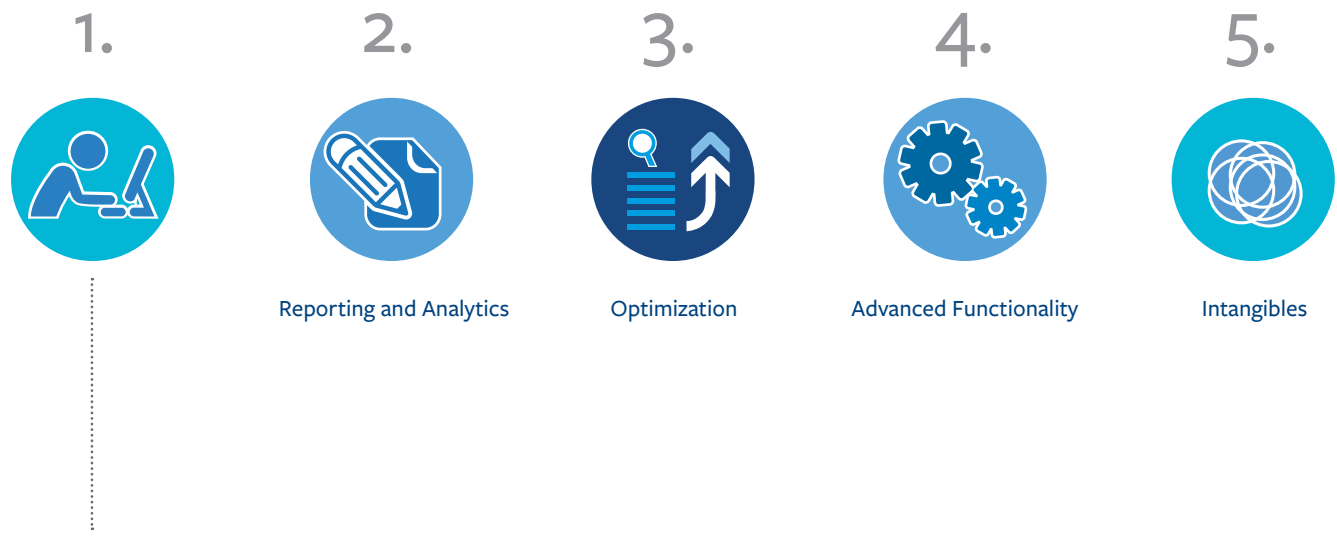 1.
2.
3.
4.
5.
Reporting and Analytics
Optimization
Advanced Functionality
Intangibles